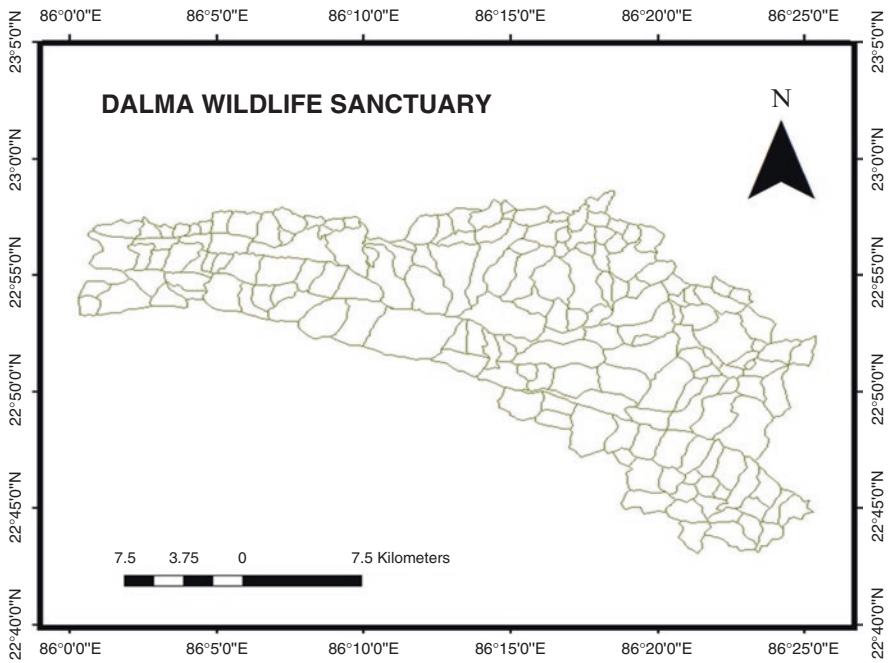 86°0'0"E 86°5'0"E 86°10'0"E 86°15'0"E 86°20'0"E 86°25'0"E
23°5'0"N 23°5'0"N
DALMA WILDLIFE SANCTUARY
N
23°0'0"N 23°0'0"N
22°55'0"N 22°55'0"N
22°50'0"N 22°50'0"N
22°45'0"N 22°45'0"N
7.5 3.75 0 7.5 Kilometers
22°40'0"N 22°40'0"N
86°0'0"E 86°5'0"E 86°10'0"E 86°15'0"E 86°20'0"E 86°25'0"E